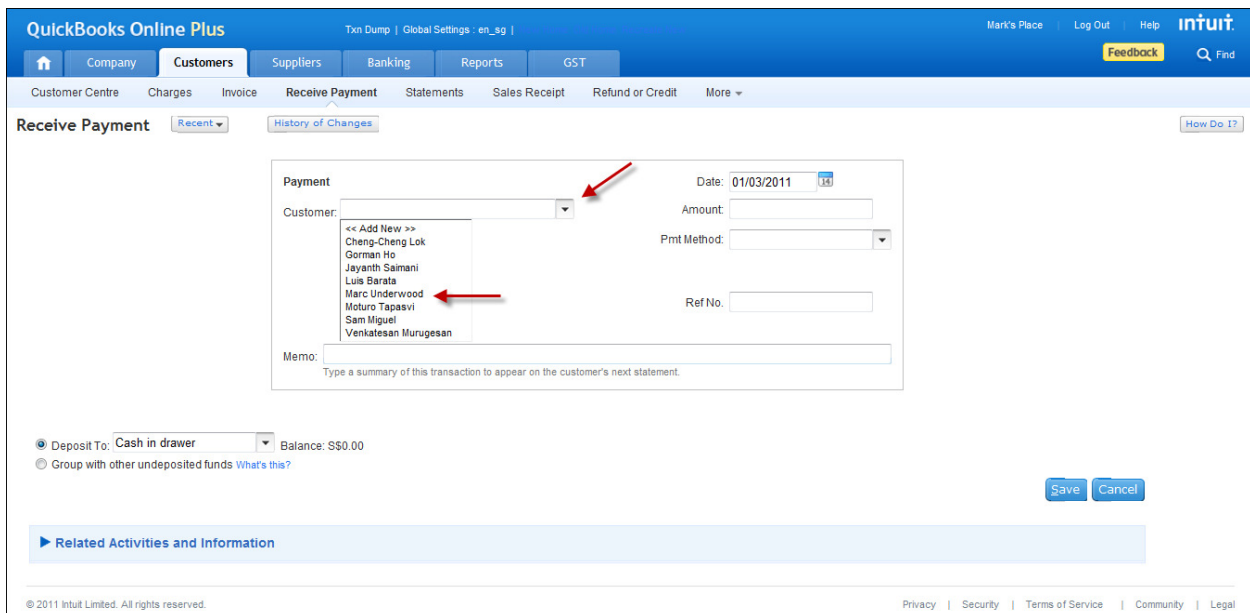 QuickBooks Online Plus Txn Dump | Global Settings : en_sg | Mark's Place | Log Out | Help intuit.
Feedback Find
Company Customers Suppliers Banking Reports GST
Customer Centre Charges Invoice Receive Payment Statements Sales Receipt Refund or Credit More
Receive Payment Recent History of Changes How Do I?
Payment Date: 01/03/2011 14
Customer: Amount:
<< Add New >>
Cheng-Cheng Lok Pmt Method:
Gorman Ho
Jayanth Saimani
Luis Barata
Marc Underwood Ref No.
Moturo Tapasvi
Sam Miguel
Venkatesan Murugesan
Memo:
Type a summary of this transaction to appear on the customer's next statement.
Deposit To: Cash in drawer Balance: S$0.00
Group with other undeposited funds What's this?
Save Cancel
Related Activities and Information
© 2011 Intuit Limited. All rights reserved. Privacy | Security | Terms of Service | Community | Legal